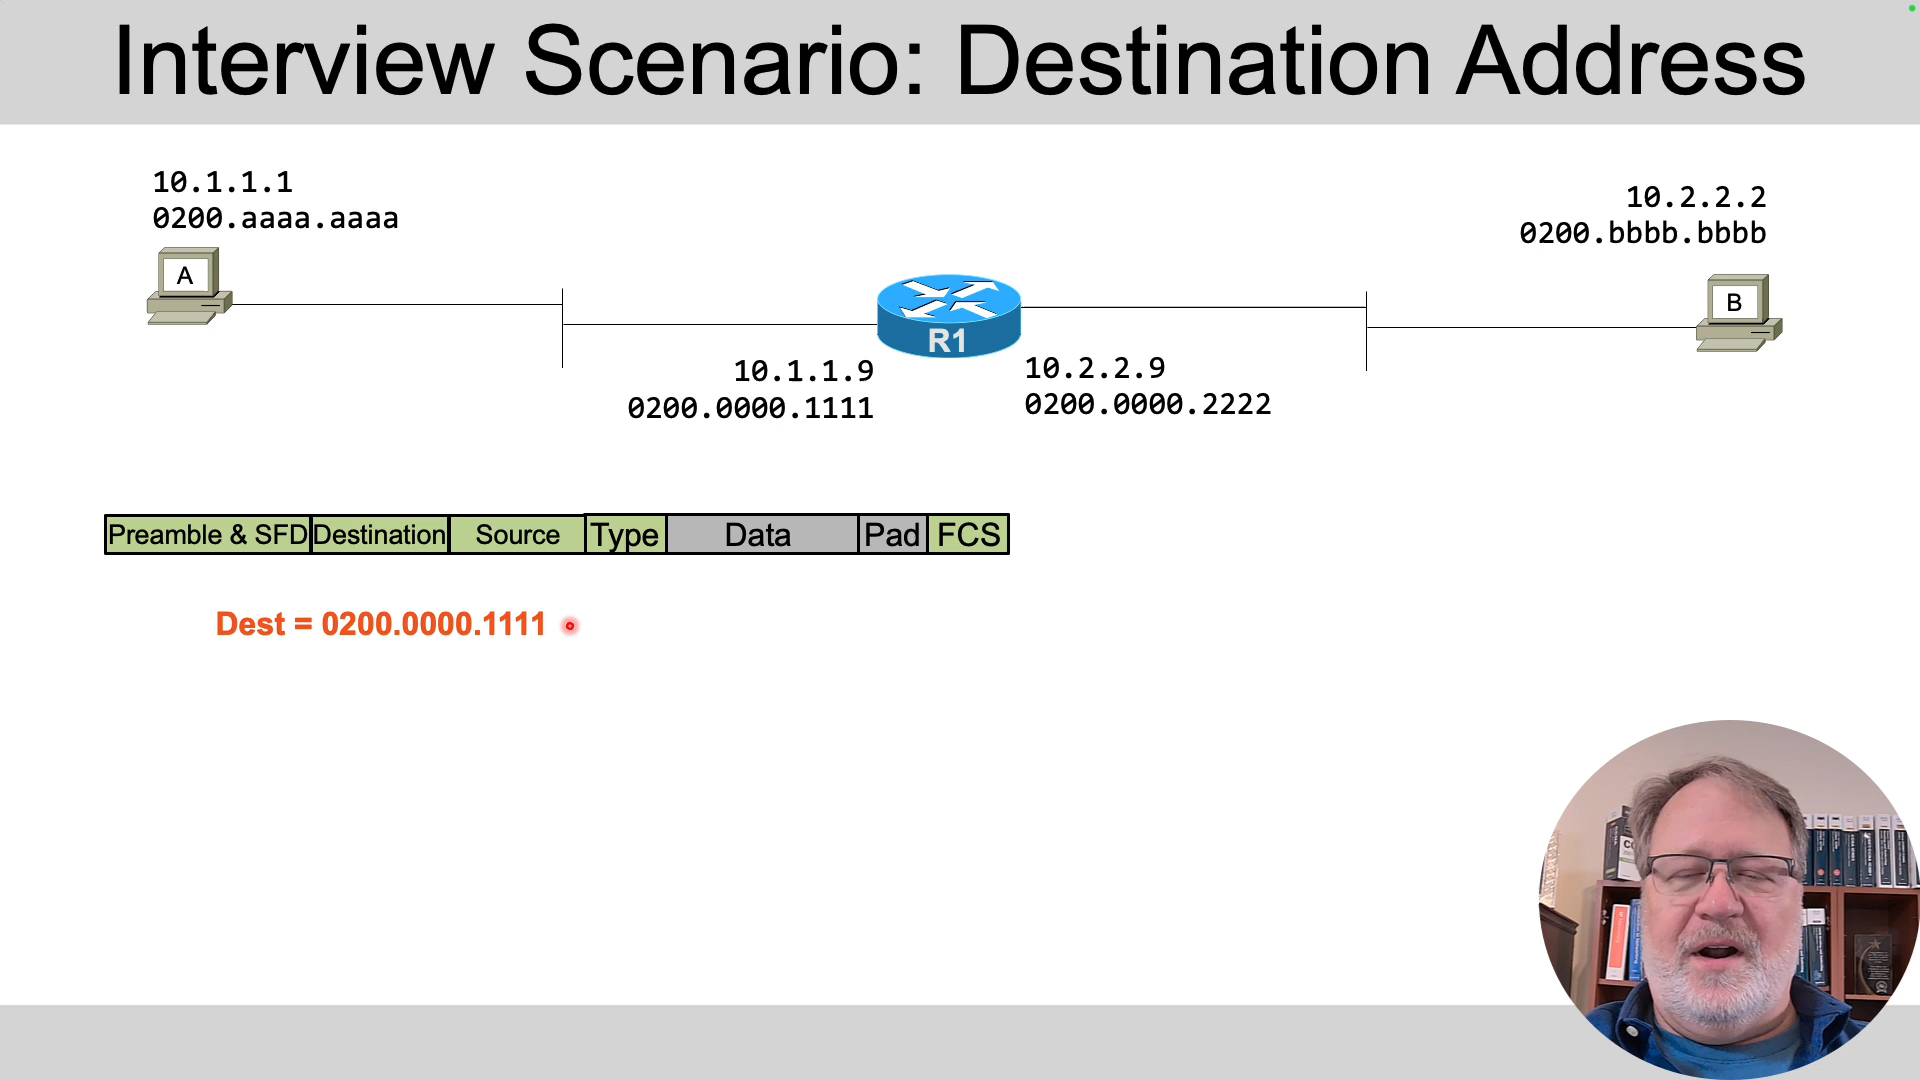 Interview Scenario: Destination Address
10.1.1.1
0200.aaaa.aaaa
10.2.2.2
0200.bbbb.bbbb
A
B
R1
10.1.1.9
0200.0000.1111
10.2.2.9
0200.0000.2222
Preamble & SFD Destination Source Type Data Pad FCS
Dest = 0200.0000.1111